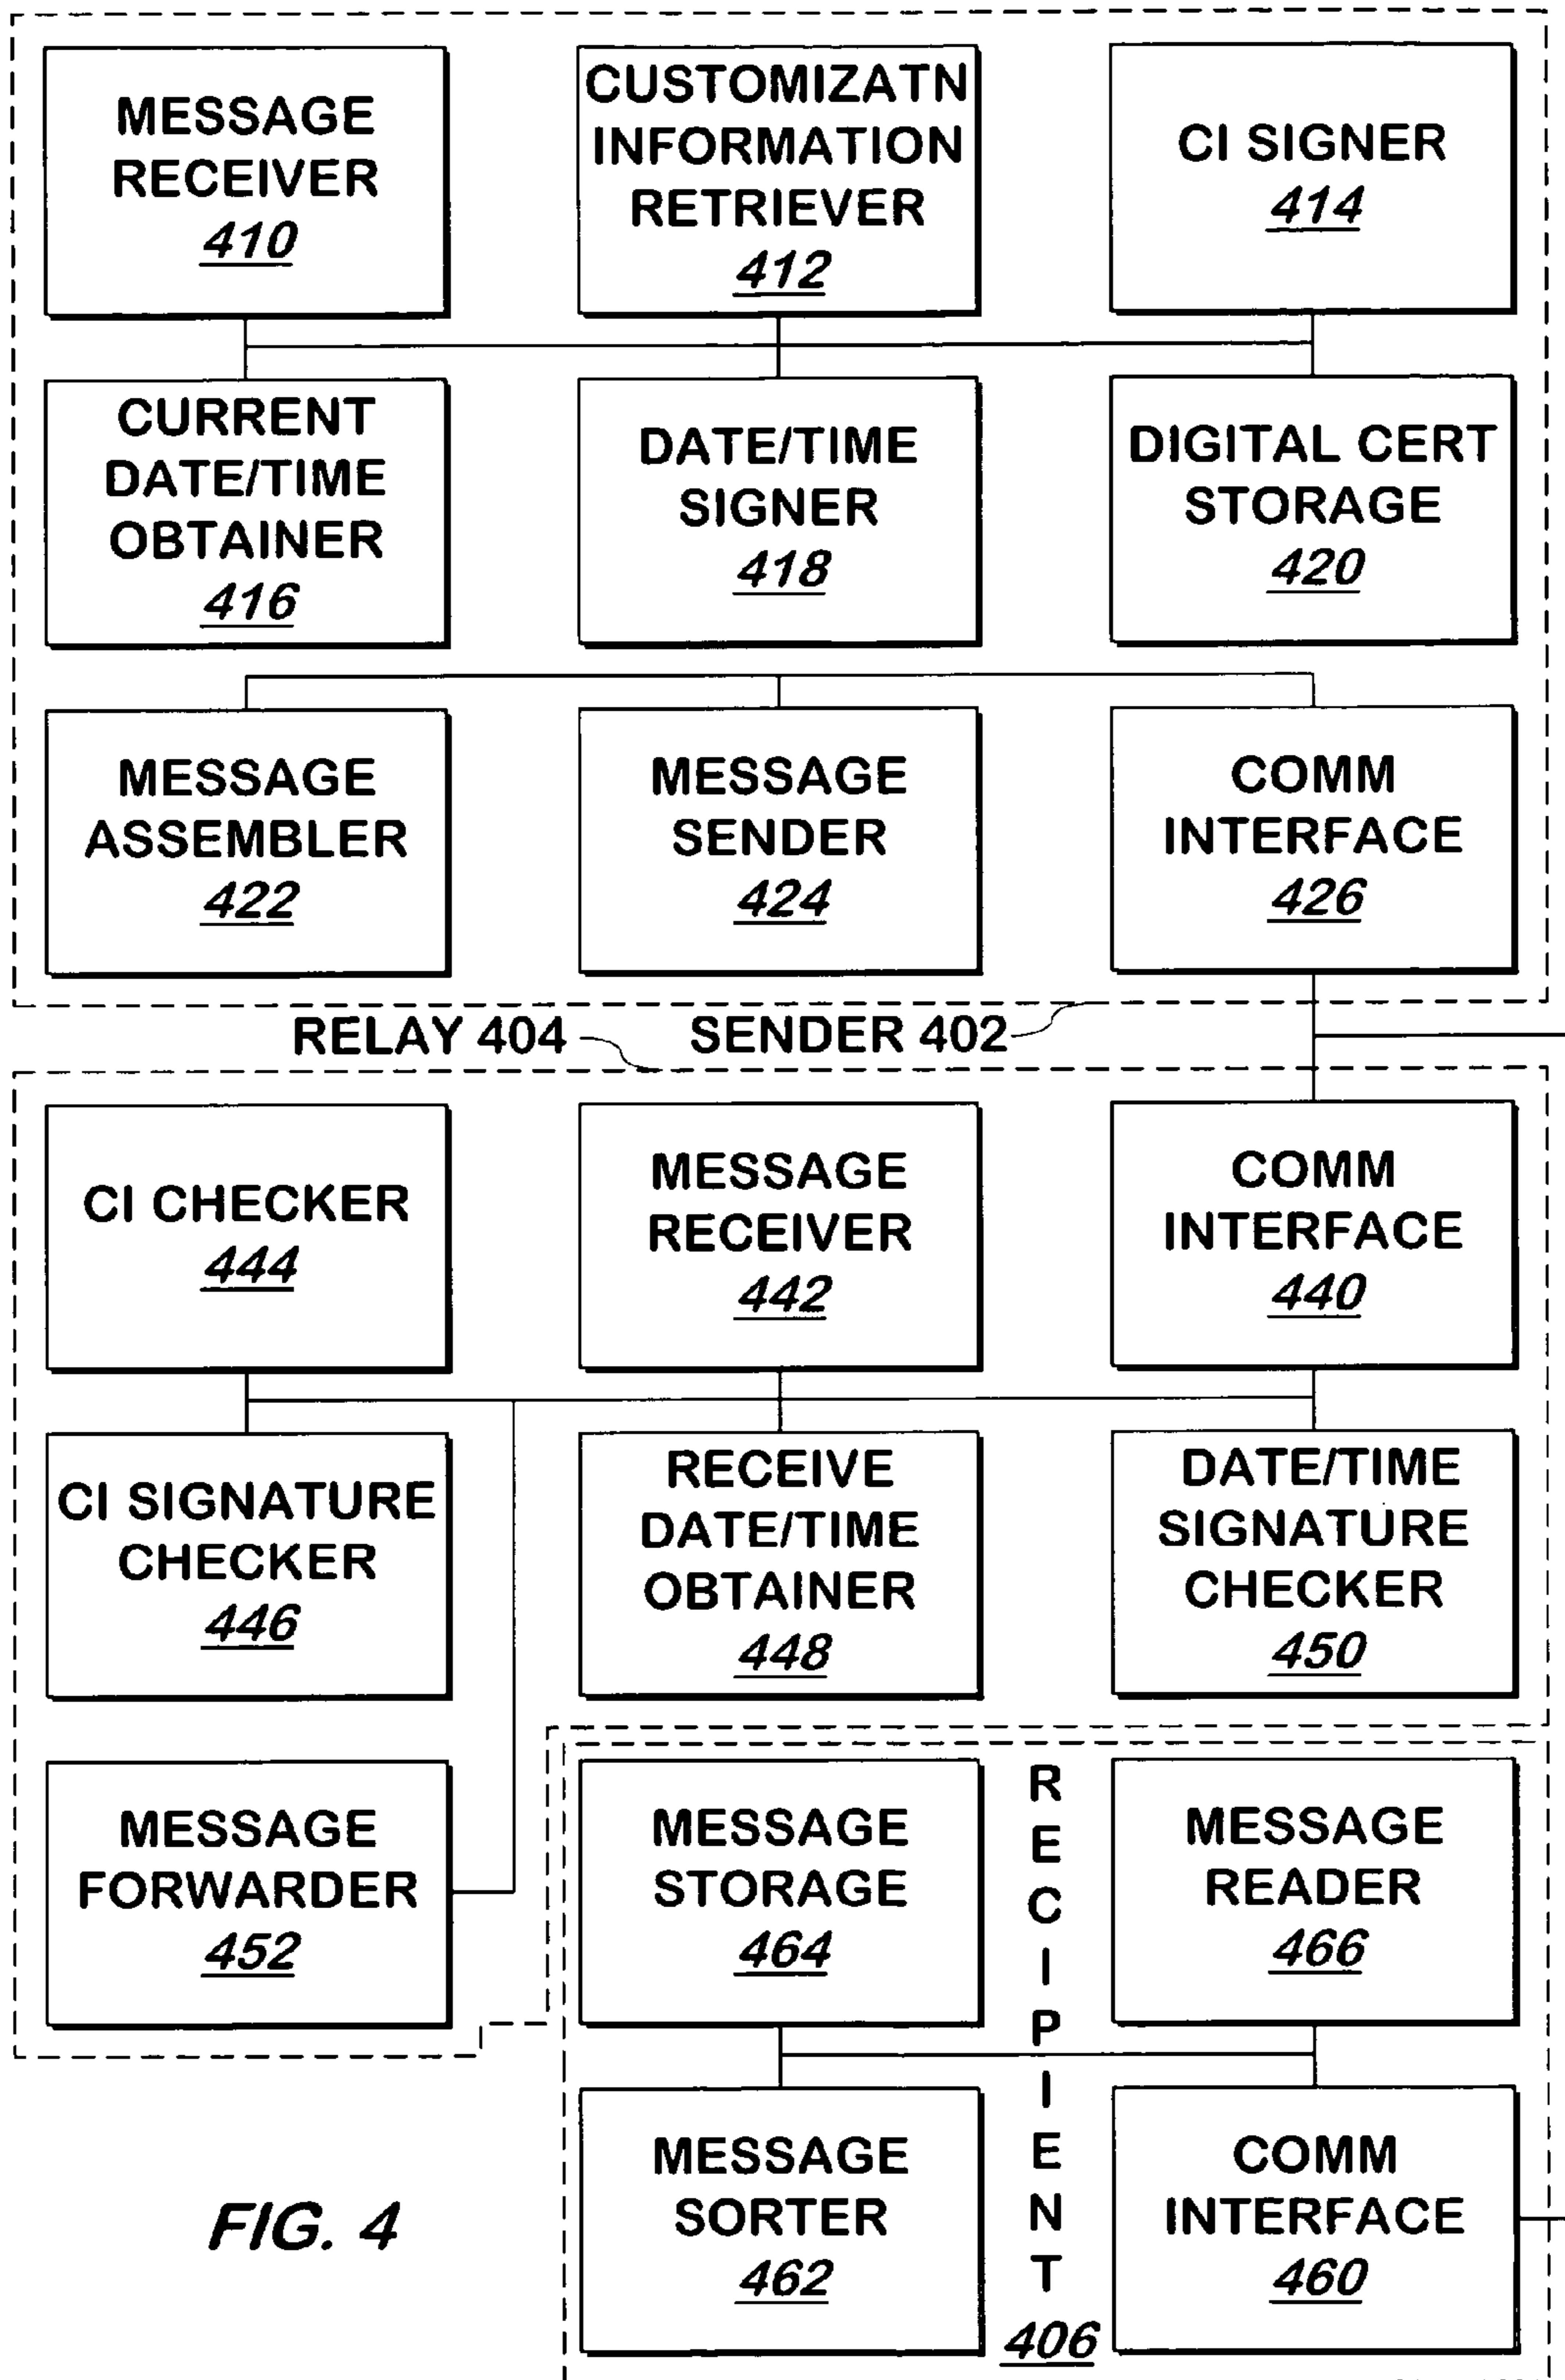 MESSAGE
RECEIVER
410
CUSTOMIZATN
INFORMATION
RETRIEVER
412
CI SIGNER
414
CURRENT
DATE/TIME
OBTAINER
416
DATE/TIME
SIGNER
418
DIGITAL CERT
STORAGE
420
MESSAGE
ASSEMBLER
422
MESSAGE
SENDER
424
COMM
INTERFACE
426
RELAY 404
SENDER 402
CI CHECKER
444
MESSAGE
RECEIVER
442
COMM
INTERFACE
440
CI SIGNATURE
CHECKER
446
RECEIVE
DATE/TIME
OBTAINER
448
DATE/TIME
SIGNATURE
CHECKER
450
MESSAGE
FORWARDER
452
MESSAGE
STORAGE
464
RECIPIENT
406
MESSAGE
READER
466
MESSAGE
SORTER
462
COMM
INTERFACE
460
FIG. 4